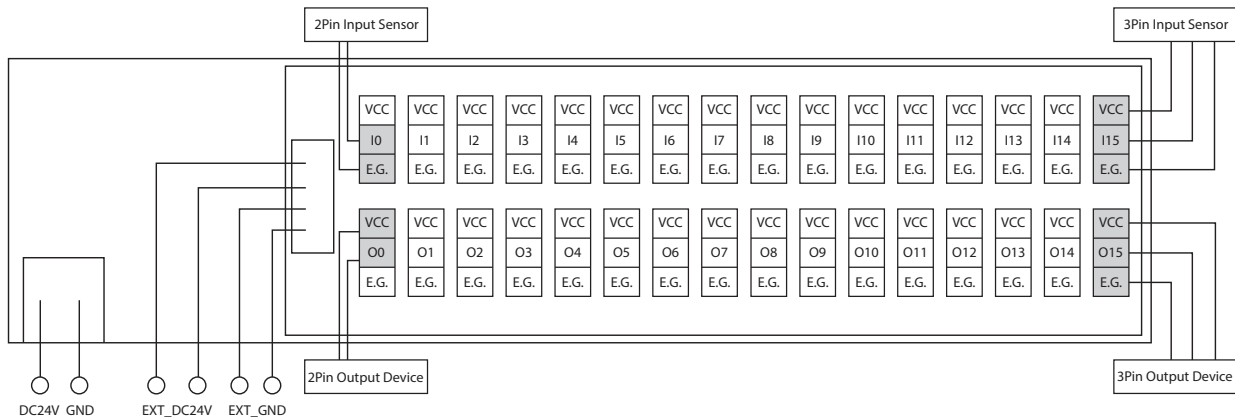 2Pin Input Sensor 3Pin Input Sensor
VCC VCC VCC VCC VCC VCC VCC VCC VCC VCC VCC VCC VCC VCC VCC VCC
I0 I1 I2 I3 I4 I5 I6 I7 I8 I9 I10 I11 I12 I13 I14 I15
E.G. E.G. E.G. E.G. E.G. E.G. E.G. E.G. E.G. E.G. E.G. E.G. E.G. E.G. E.G. E.G.
VCC VCC VCC VCC VCC VCC VCC VCC VCC VCC VCC VCC VCC VCC VCC VCC
O0 O1 O2 O3 O4 O5 O6 O7 O8 O9 O10 O11 O12 O13 O14 O15
E.G. E.G. E.G. E.G. E.G. E.G. E.G. E.G. E.G. E.G. E.G. E.G. E.G. E.G. E.G. E.G.
2Pin Output Device 3Pin Output Device
DC24V GND EXT_DC24V EXT_GND